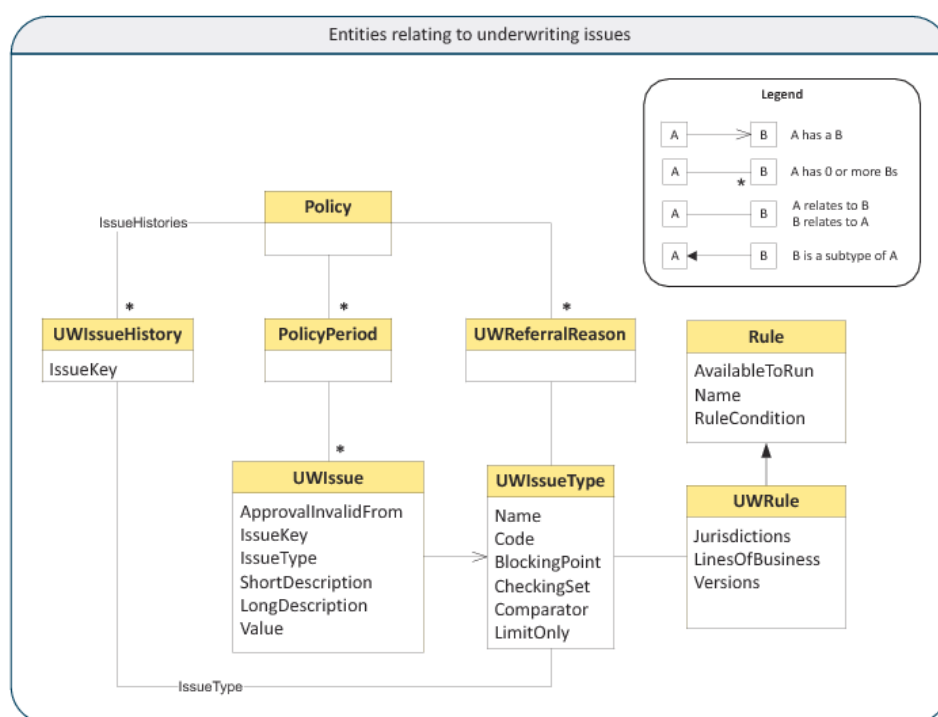 Entities relating to underwriting issues
Legend
A B A has a B
A B A has 0 or more Bs
*
A B A relates to B
B relates to A
A B B is a subtype of A
Policy
IssueHistories
* * *
UWIssueHistory
IssueKey
PolicyPeriod
UWReferralReason
Rule
AvailableToRun
Name
RuleCondition
*
UWIssue
ApprovalInvalidFrom
IssueKey
IssueType
ShortDescription
LongDescription
Value
UWIssueType
Name
Code
BlockingPoint
CheckingSet
Comparator
LimitOnly
UWRule
Jurisdictions
LinesOfBusiness
Versions
IssueType